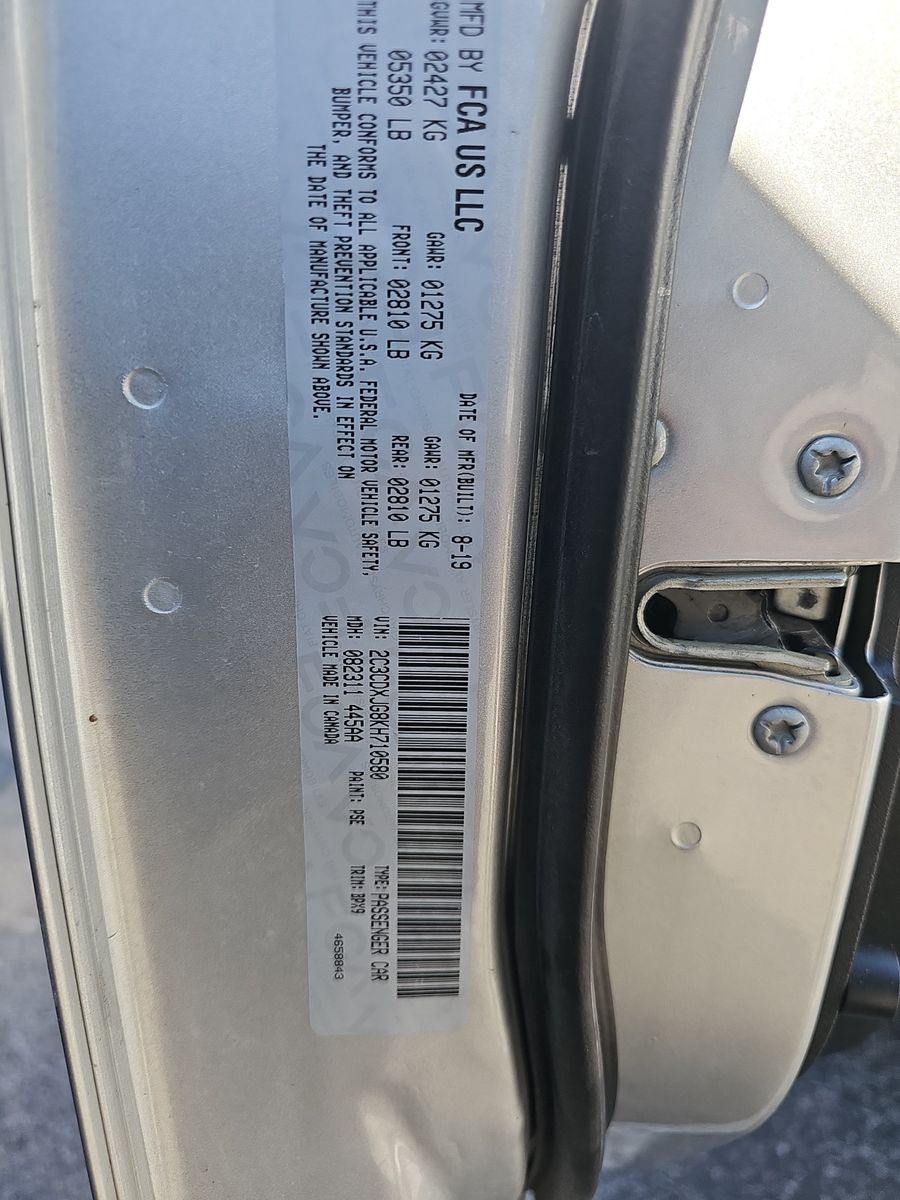 MFD BY FCA US LLC
DATE OF MFR(BUILT): 8-19
GVWR: 02427 KG
GAWR: 01275 KG
GAWR: 01275 KG
05350 LB
FRONT: 02810 LB
REAR: 02810 LB
THIS VEHICLE CONFORMS TO ALL APPLICABLE U.S.A. FEDERAL MOTOR VEHICLE SAFETY,
BUMPER, AND THEFT PREVENTION STANDARDS IN EFFECT ON
THE DATE OF MANUFACTURE SHOWN ABOVE.
VIN: 2C3CDXJG8KH710580
TYPE: PASSENGER CAR
MDH: 082311 445AA
PAINT: PSE
TRIM: BPX9
VEHICLE MADE IN CANADA
4658843